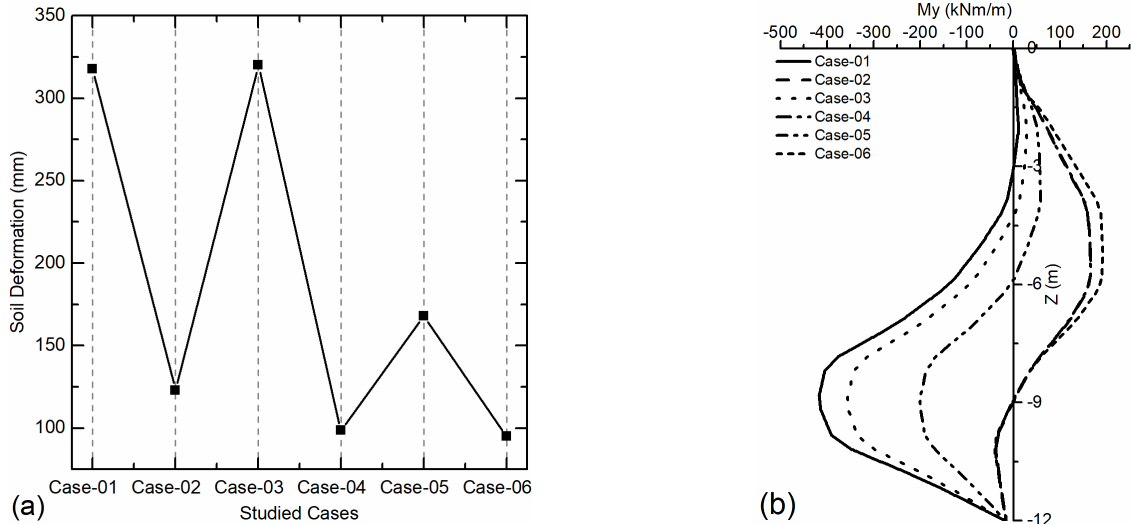 350
300
250
200
150
100
Soil Deformation (mm)
Case-01 Case-02 Case-03 Case-04 Case-05 Case-06
Studied Cases
(a)
My (kNm/m)
-500 -400 -300 -200 -100 0 100 200
0
Case-01
Case-02
Case-03
Case-04
Case-05
Case-06
-3
-6
Z (m)
-9
-12
(b)